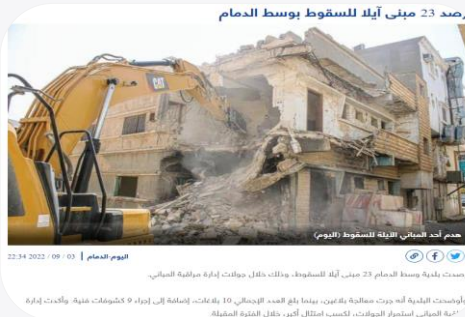 رصد 23 مبنى آيلا للسقوط بوسط الدمام
CAT
هدم أحد المباني الآيلة للسقوط (اليوم)
اليوم-الدمام | 03 / 09 / 2022 22:34
رصدت بلدية وسط الدمام 23 مبنى آيلا للسقوط، وذلك خلال جولات إدارة مراقبة المباني.
وأوضحت البلدية أنه جرت معالجة بلاغين، بينما بلغ العدد الإجمالي 10 بلاغات، إضافة إلى إجراء 9 كشوفات فنية. وأكدت إدارة
مراقبة المباني استمرار الجولات، لكسب امتثال أكبر، خلال الفترة المقبلة.